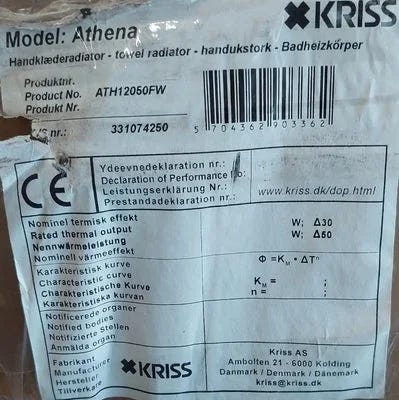 Model: Athena
KRISS
Handklæderadiator - towel radiator - handukstork - Badheizkörper
Produktnr.
Product No. ATH12050FW
Produkt Nr.
nr.: 331074250
5 704362 903362
CE
Ydeevnedeklaration nr.:
Declaration of Performance No:
Leistungserklärung Nr.:
Prestandadeklaration nr.:
www.kriss.dk/dop.html
Nominel termisk effekt
Rated thermal output
Nennwärmeleistung
Nominell värmeeffekt
W; Δ30
W; Δ50
Karakteristisk kurve
Characteristic curve
Charakteristische Kurve
Karakteristiska kurvan
Φ=KM • ΔTⁿ
KM = ;
n = ;
Notificerede organer
Notified bodies
Notifizierte Stellen
Anmälda organ
Fabrikant
Manufacturer
Hersteller
Tillverkare
KRISS
Kriss AS
Ambolten 21 - 6000 Kolding
Danmark / Denmark / Dänemark
kriss@kriss.dk